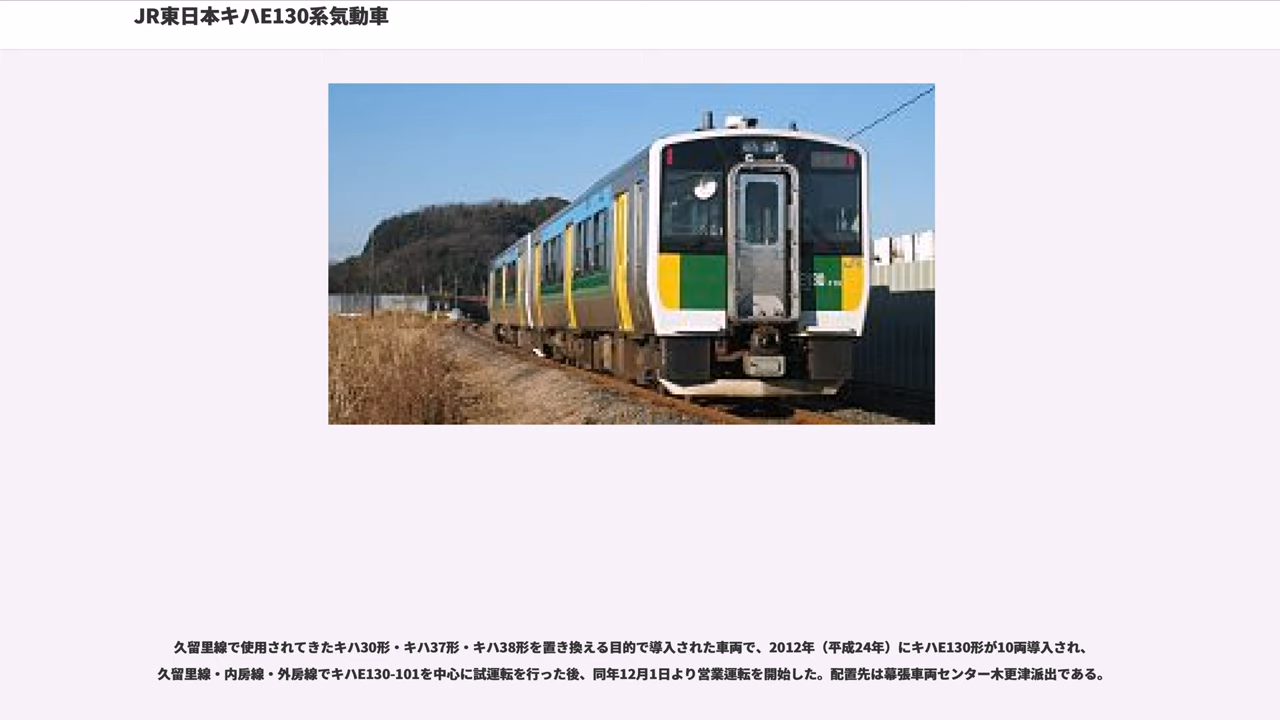 JR東日本キハE130系気動車
久留里線で使用されてきたキハ30形・キハ37形・キハ38形を置き換える目的で導入された車両で、2012年（平成24年）にキハE130形が10両導入され、
久留里線・内房線・外房線でキハE130-101を中心に試運転を行った後、同年12月1日より営業運転を開始した。配置先は幕張車両センター木更津派出である。